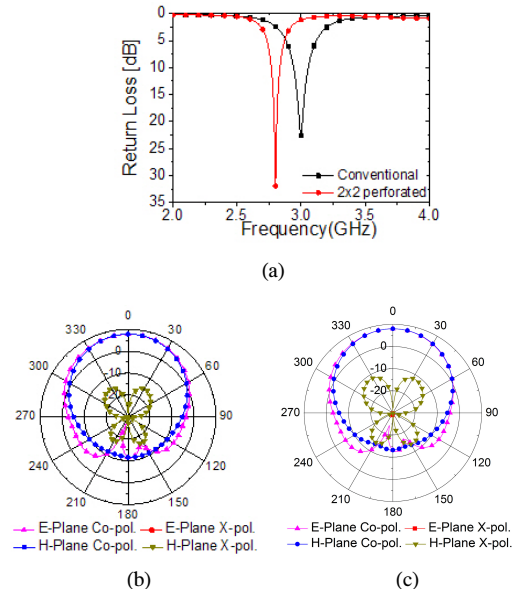 0
5
10
15
20
25
30
35
Return Loss [dB]
Conventional
2x2 perforated
2.0 2.5 3.0 3.5 4.0
Frequency(GHz)
(a)
0
330 30
300 60
270 90
240 120
210 150
180
0
-10
-20
E-Plane Co-pol. E-Plane X-pol.
H-Plane Co-pol. H-Plane X-pol.
(b)
0
330 30
300 60
270 90
240 120
210 150
180
0
-10
-20
E-Plane Co-pol. E-Plane X-pol.
H-Plane Co-pol. H-Plane X-pol.
(c)